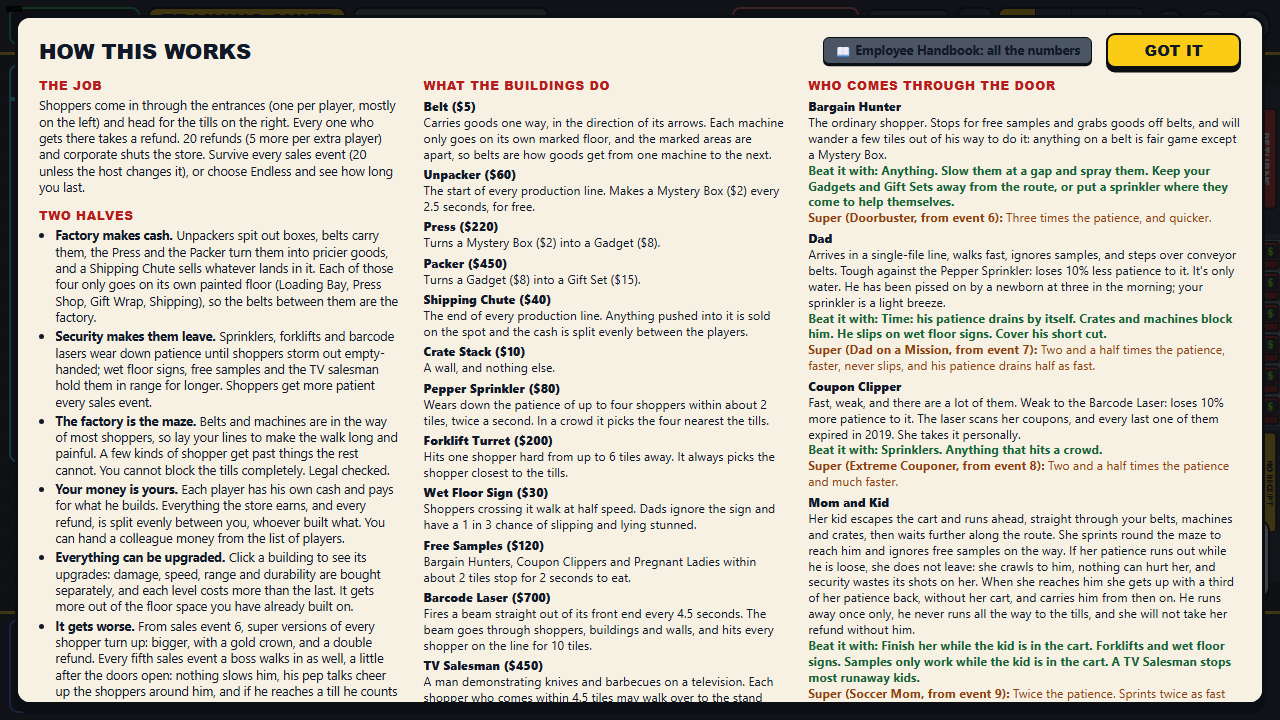 HOW THIS WORKS
Employee Handbook: all the numbers
GOT IT
THE JOB
Shoppers come in through the entrances (one per player, mostly
on the left) and head for the tills on the right. Every one who
gets there takes a refund. 20 refunds (5 more per extra player)
and corporate shuts the store. Survive every sales event (20
unless the host changes it), or choose Endless and see how long
you last.
TWO HALVES
Factory makes cash. Unpackers spit out boxes, belts carry
them, the Press and the Packer turn them into pricier goods,
and a Shipping Chute sells whatever lands in it. Each of those
four only goes on its own painted floor (Loading Bay, Press
Shop, Gift Wrap, Shipping), so the belts between them are the
factory.
Security makes them leave. Sprinklers, forklifts and barcode
lasers wear down patience until shoppers storm out empty-
handed; wet floor signs, free samples and the TV salesman
hold them in range for longer. Shoppers get more patient
every sales event.
The factory is the maze. Belts and machines are in the way
of most shoppers, so lay your lines to make the walk long and
painful. A few kinds of shopper get past things the rest
cannot. You cannot block the tills completely. Legal checked.
Your money is yours. Each player has his own cash and pays
for what he builds. Everything the store earns, and every
refund, is split evenly between you, whoever built what. You
can hand a colleague money from the list of players.
Everything can be upgraded. Click a building to see its
upgrades: damage, speed, range and durability are bought
separately, and each level costs more than the last. It gets
more out of the floor space you have already built on.
It gets worse. From sales event 6, super versions of every
shopper turn up: bigger, with a gold crown, and a double
refund. Every fifth sales event a boss walks in as well, a little
after the doors open: nothing slows him, his pep talks cheer
up the shoppers around him, and if he reaches a till he counts
WHAT THE BUILDINGS DO
Belt ($5)
Carries goods one way, in the direction of its arrows. Each machine
only goes on its own marked floor, and the marked areas are
apart, so belts are how goods get from one machine to the next.
Unpacker ($60)
The start of every production line. Makes a Mystery Box ($2) every
2.5 seconds, for free.
Press ($220)
Turns a Mystery Box ($2) into a Gadget ($8).
Packer ($450)
Turns a Gadget ($8) into a Gift Set ($15).
Shipping Chute ($40)
The end of every production line. Anything pushed into it is sold
on the spot and the cash is split evenly between the players.
Crate Stack ($10)
A wall, and nothing else.
Pepper Sprinkler ($80)
Wears down the patience of up to four shoppers within about 2
tiles, twice a second. In a crowd it picks the four nearest the tills.
Forklift Turret ($200)
Hits one shopper hard from up to 6 tiles away. It always picks the
shopper closest to the tills.
Wet Floor Sign ($30)
Shoppers crossing it walk at half speed. Dads ignore the sign and
have a 1 in 3 chance of slipping and lying stunned.
Free Samples ($120)
Bargain Hunters, Coupon Clippers and Pregnant Ladies within
about 2 tiles stop for 2 seconds to eat.
Barcode Laser ($700)
Fires a beam straight out of its front end every 4.5 seconds. The
beam goes through shoppers, buildings and walls, and hits every
shopper on the line for 10 tiles.
TV Salesman ($450)
A man demonstrating knives and barbecues on a television. Each
shopper who comes within 4.5 tiles may walk over to the stand
WHO COMES THROUGH THE DOOR
Bargain Hunter
The ordinary shopper. Stops for free samples and grabs goods off belts, and will
wander a few tiles out of his way to do it: anything on a belt is fair game except
a Mystery Box.
Beat it with: Anything. Slow them at a gap and spray them. Keep your
Gadgets and Gift Sets away from the route, or put a sprinkler where they
come to help themselves.
Super (Doorbuster, from event 6): Three times the patience, and quicker.
Dad
Arrives in a single-file line, walks fast, ignores samples, and steps over conveyor
belts. Tough against the Pepper Sprinkler: loses 10% less patience to it. It's only
water. He has been pissed on by a newborn at three in the morning; your
sprinkler is a light breeze.
Beat it with: Time: his patience drains by itself. Crates and machines block
him. He slips on wet floor signs. Cover his short cut.
Super (Dad on a Mission, from event 7): Two and a half times the patience,
faster, never slips, and his patience drains half as fast.
Coupon Clipper
Fast, weak, and there are a lot of them. Weak to the Barcode Laser: loses 10%
more patience to it. The laser scans her coupons, and every last one of them
expired in 2019. She takes it personally.
Beat it with: Sprinklers. Anything that hits a crowd.
Super (Extreme Couponer, from event 8): Two and a half times the patience
and much faster.
Mom and Kid
Her kid escapes the cart and runs ahead, straight through your belts, machines
and crates, then waits further along the route. She sprints round the maze to
reach him and ignores free samples on the way. If her patience runs out while
he is loose, she does not leave: she crawls to him, nothing can hurt her, and
security wastes its shots on her. When she reaches him she gets up with a third
of her patience back, without her cart, and carries him from then on. He runs
away once only, he never runs all the way to the tills, and she will not take her
refund without him.
Beat it with: Finish her while the kid is in the cart. Forklifts and wet floor
signs. Samples only work while the kid is in the cart. A TV Salesman stops
most runaway kids.
Super (Soccer Mom, from event 9): Twice the patience. Sprints twice as fast